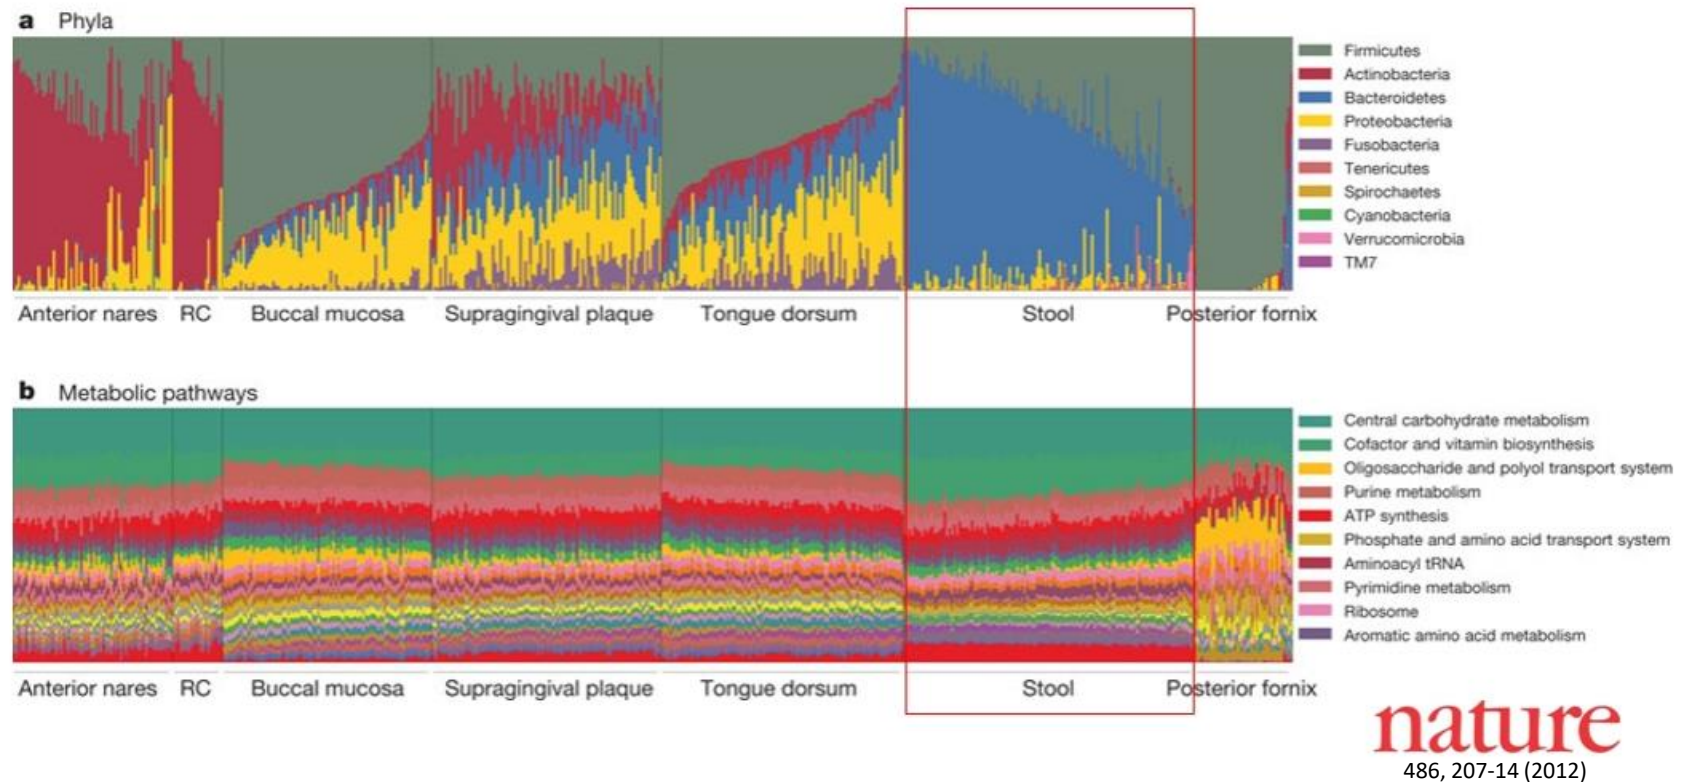 a Phyla
Firmicutes
Actinobacteria
Bacteroidetes
Proteobacteria
Fusobacteria
Tenericutes
Spirochaetes
Cyanobacteria
Verrucomicrobia
TM7
Anterior nares RC Buccal mucosa Supragingival plaque Tongue dorsum Stool Posterior fornix
b Metabolic pathways
Central carbohydrate metabolism
Cofactor and vitamin biosynthesis
Oligosaccharide and polyol transport system
Purine metabolism
ATP synthesis
Phosphate and amino acid transport system
Aminoacyl tRNA
Pyrimidine metabolism
Ribosome
Aromatic amino acid metabolism
Anterior nares RC Buccal mucosa Supragingival plaque Tongue dorsum Stool Posterior fornix
nature
486, 207-14 (2012)